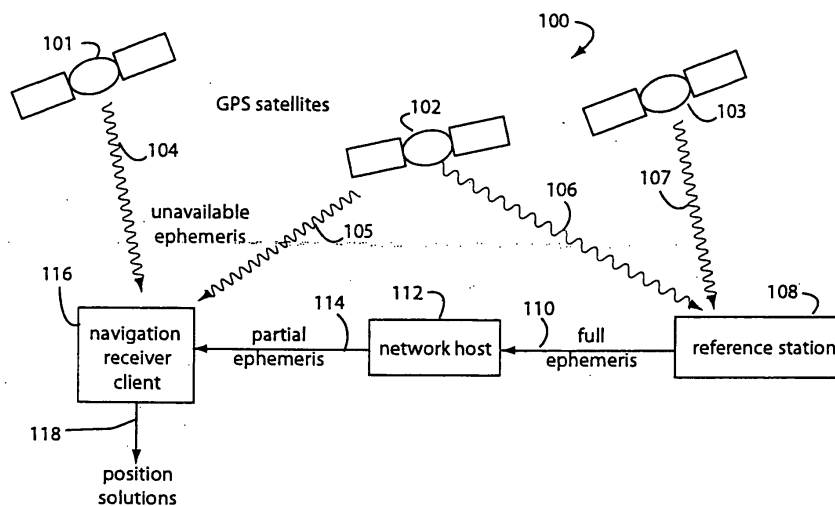 100
101
GPS satellites
102
103
104
106
107
unavailable
ephemeris
105
116
114
112
110
108
navigation
receiver
client
partial
ephemeris
network host
full
ephemeris
reference station
118
position
solutions